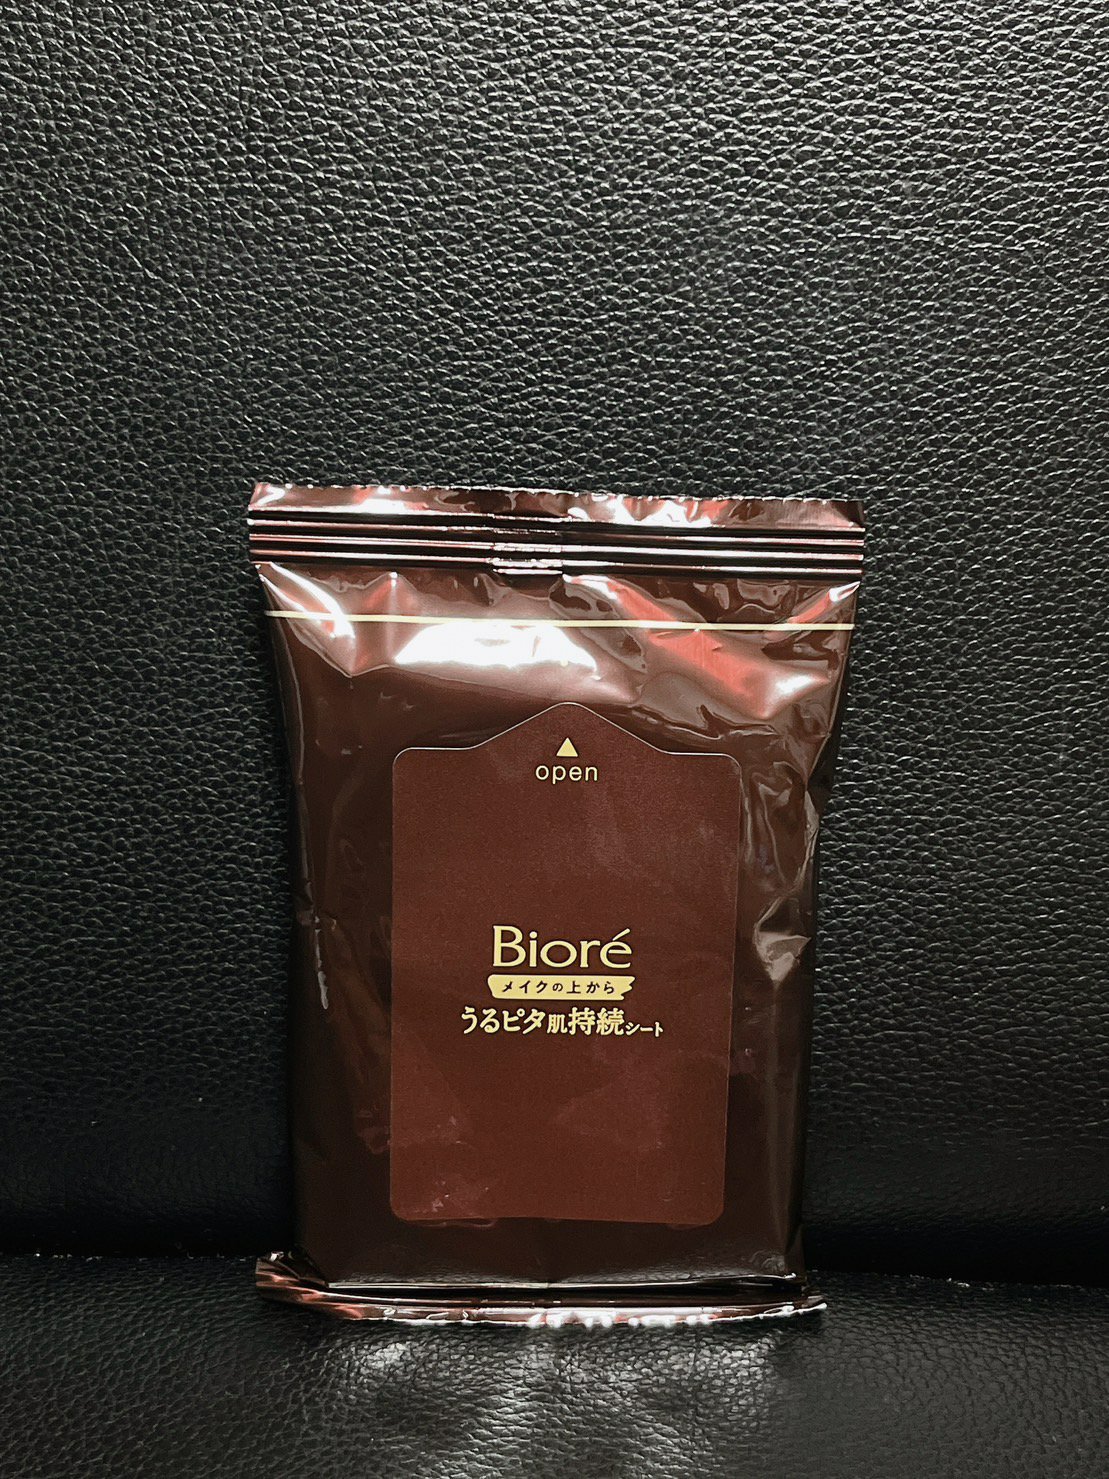 ▲
open
Bioré
メイクの上から
うるピタ肌持続シート